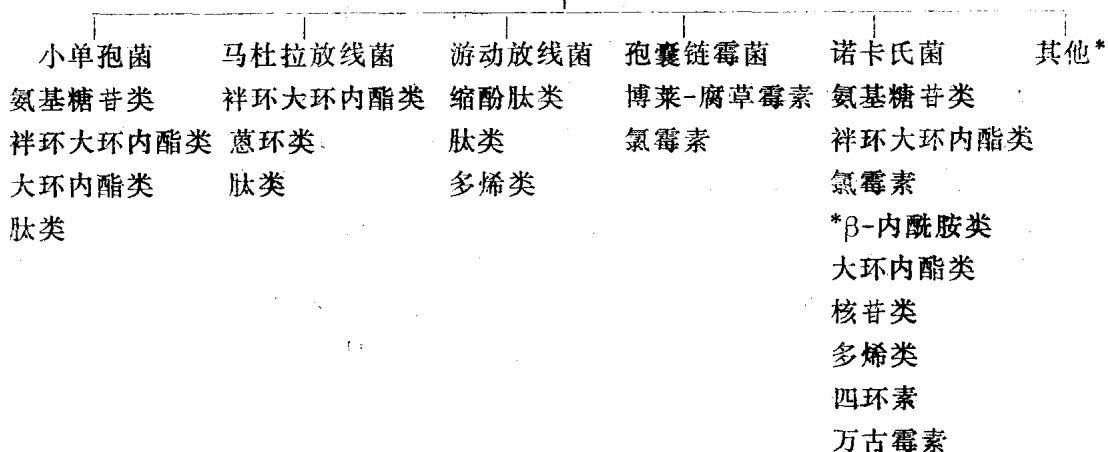 小单孢菌 马杜拉放线菌 游动放线菌 孢囊链霉菌 诺卡氏菌 其他*
氨基糖苷类 袢环大环内酯类 缩酚肽类 博莱-腐草霉素 氨基糖苷类
袢环大环内酯类 蒽环类 肽类 氯霉素 袢环大环内酯类
大环内酯类 肽类 多烯类 氯霉素
肽类 *β-内酰胺类
大环内酯类
核苷类
多烯类
四环素
万古霉素